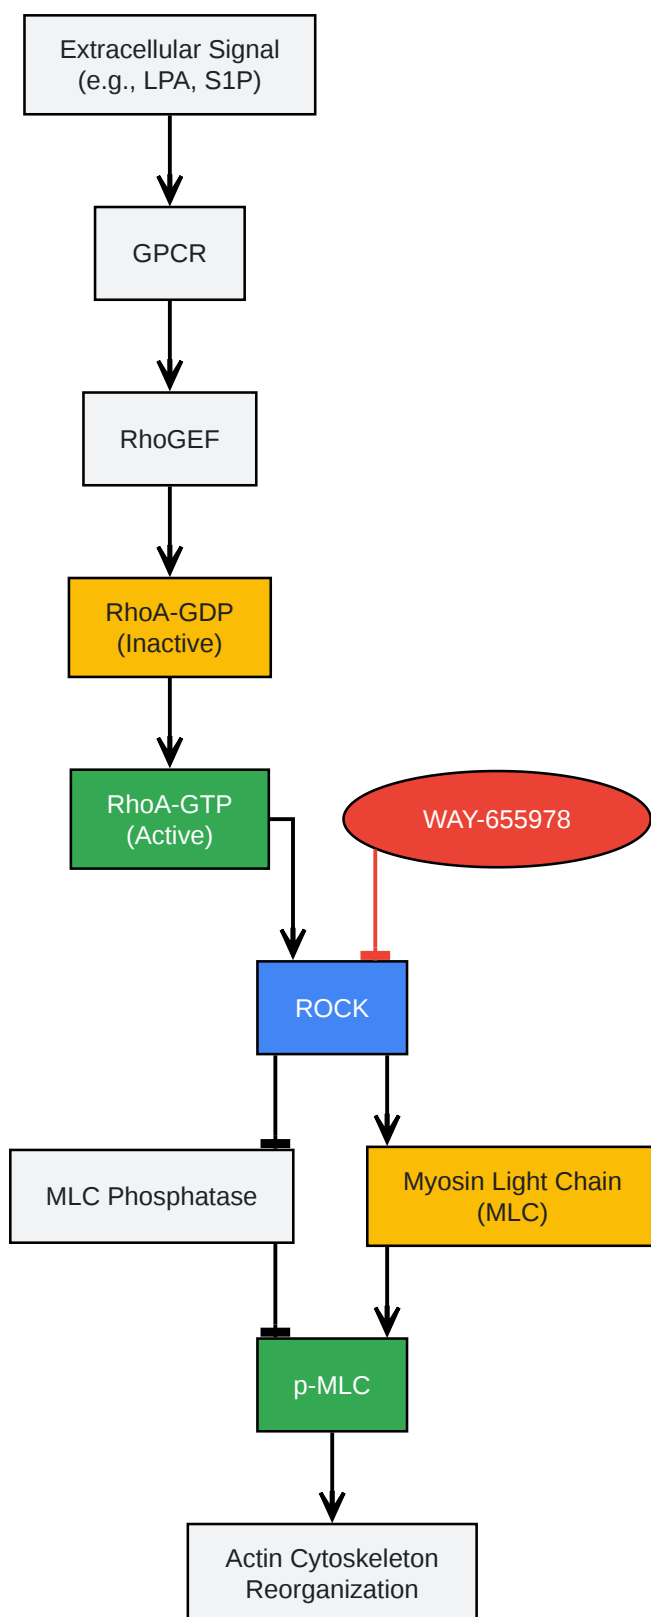 Extracellular Signal
(e.g., LPA, S1P)
GPCR
RhoGEF
RhoA-GDP
(Inactive)
RhoA-GTP
(Active)
WAY-655978
ROCK
MLC Phosphatase
Myosin Light Chain
(MLC)
p-MLC
Actin Cytoskeleton
Reorganization